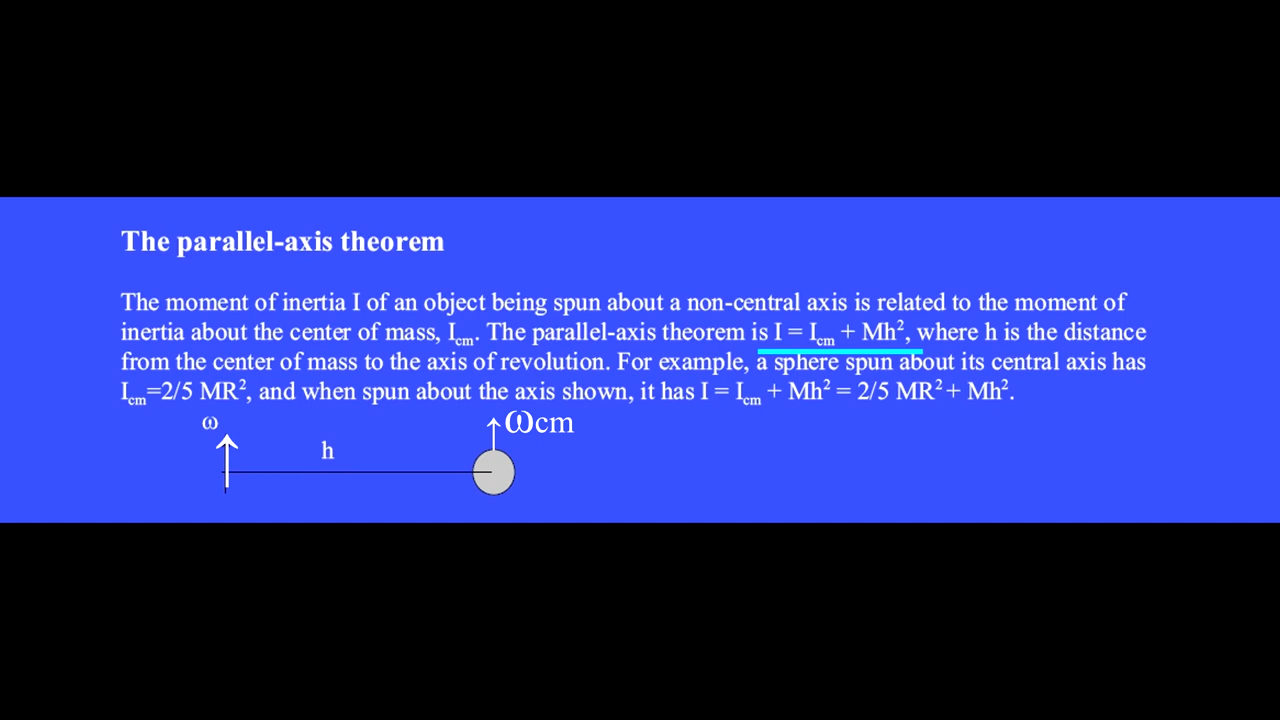 The parallel-axis theorem
The moment of inertia I of an object being spun about a non-central axis is related to the moment of
inertia about the center of mass, Icm. The parallel-axis theorem is I = Icm + Mh², where h is the distance
from the center of mass to the axis of revolution. For example, a sphere spun about its central axis has
Icm=2/5 MR², and when spun about the axis shown, it has I = Icm + Mh² = 2/5 MR² + Mh².
ω
ωcm
h